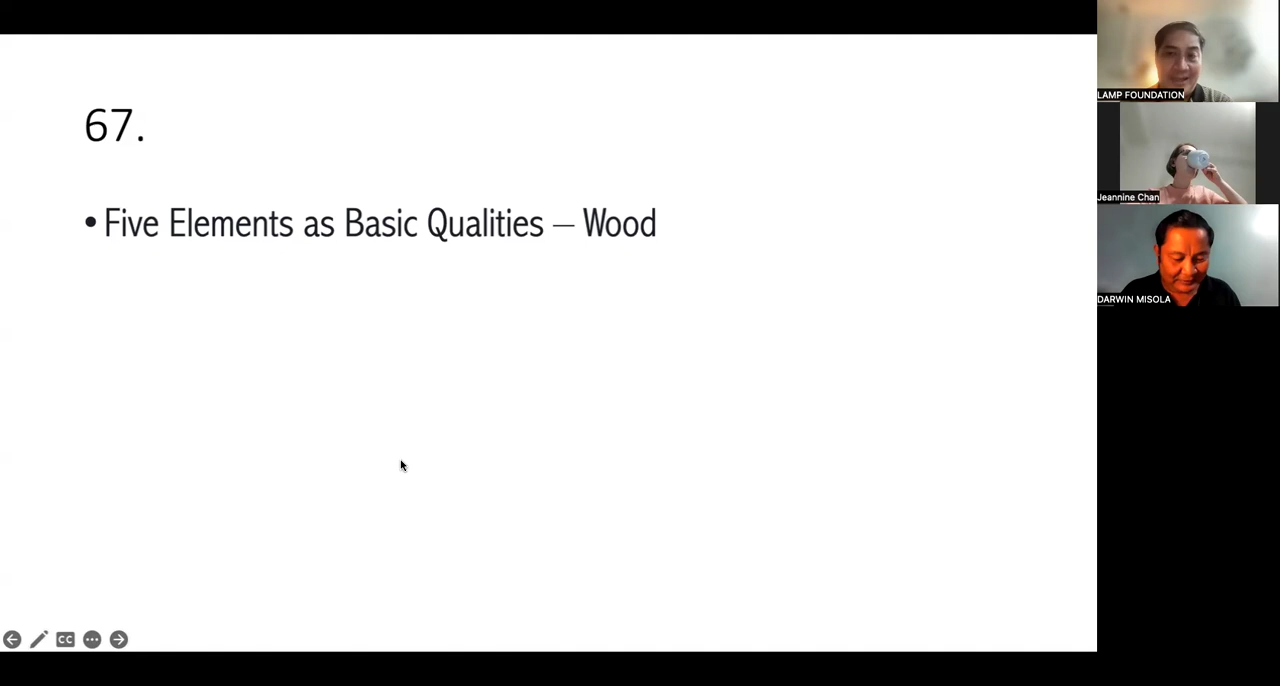 67.
• Five Elements as Basic Qualities – Wood
CC
LAMP FOUNDATION
Jeannine Chan
DARWIN MISOLA